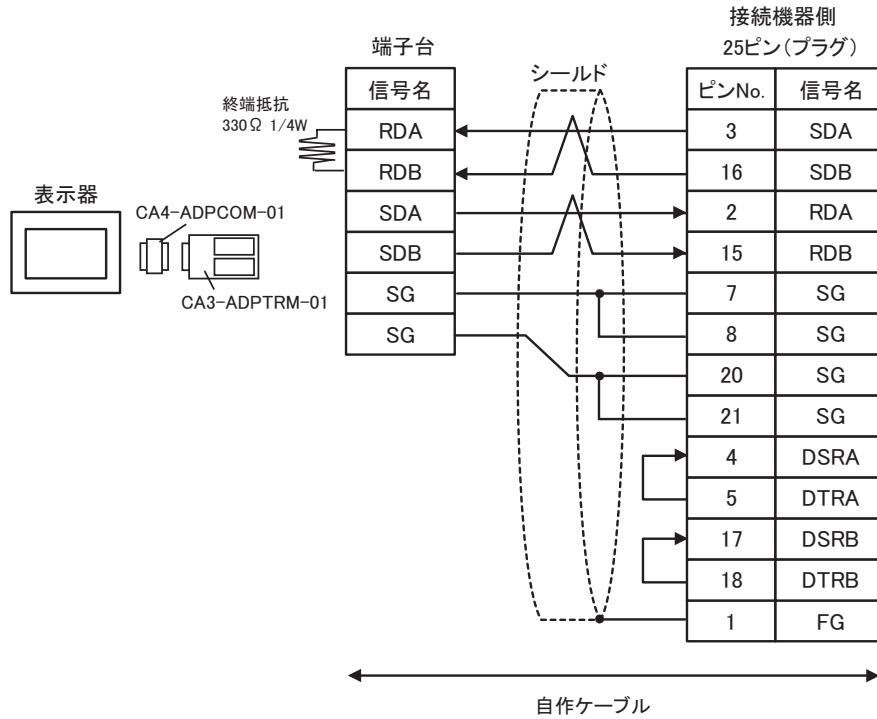 接続機器側
端子台
25ピン(プラグ)
シールド
信号名
ピンNo. 信号名
終端抵抗
330Ω 1/4W
RDA 3 SDA
RDB 16 SDB
表示器
CA4-ADPCOM-01
SDA 2 RDA
SDB 15 RDB
CA3-ADPTRM-01
SG 7 SG
SG 8 SG
20 SG
21 SG
4 DSRA
5 DTRA
17 DSRB
18 DTRB
1 FG
自作ケーブル